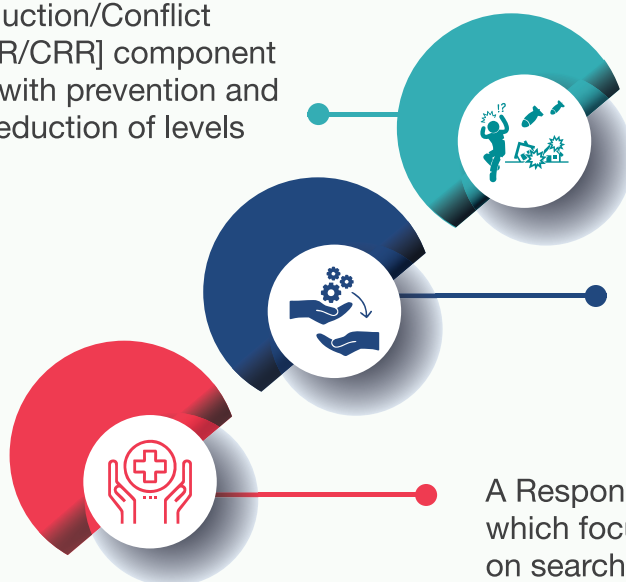 uction/Conflict
R/CRR] component
with prevention and
eduction of levels
!?
A Respon
which focu
on search